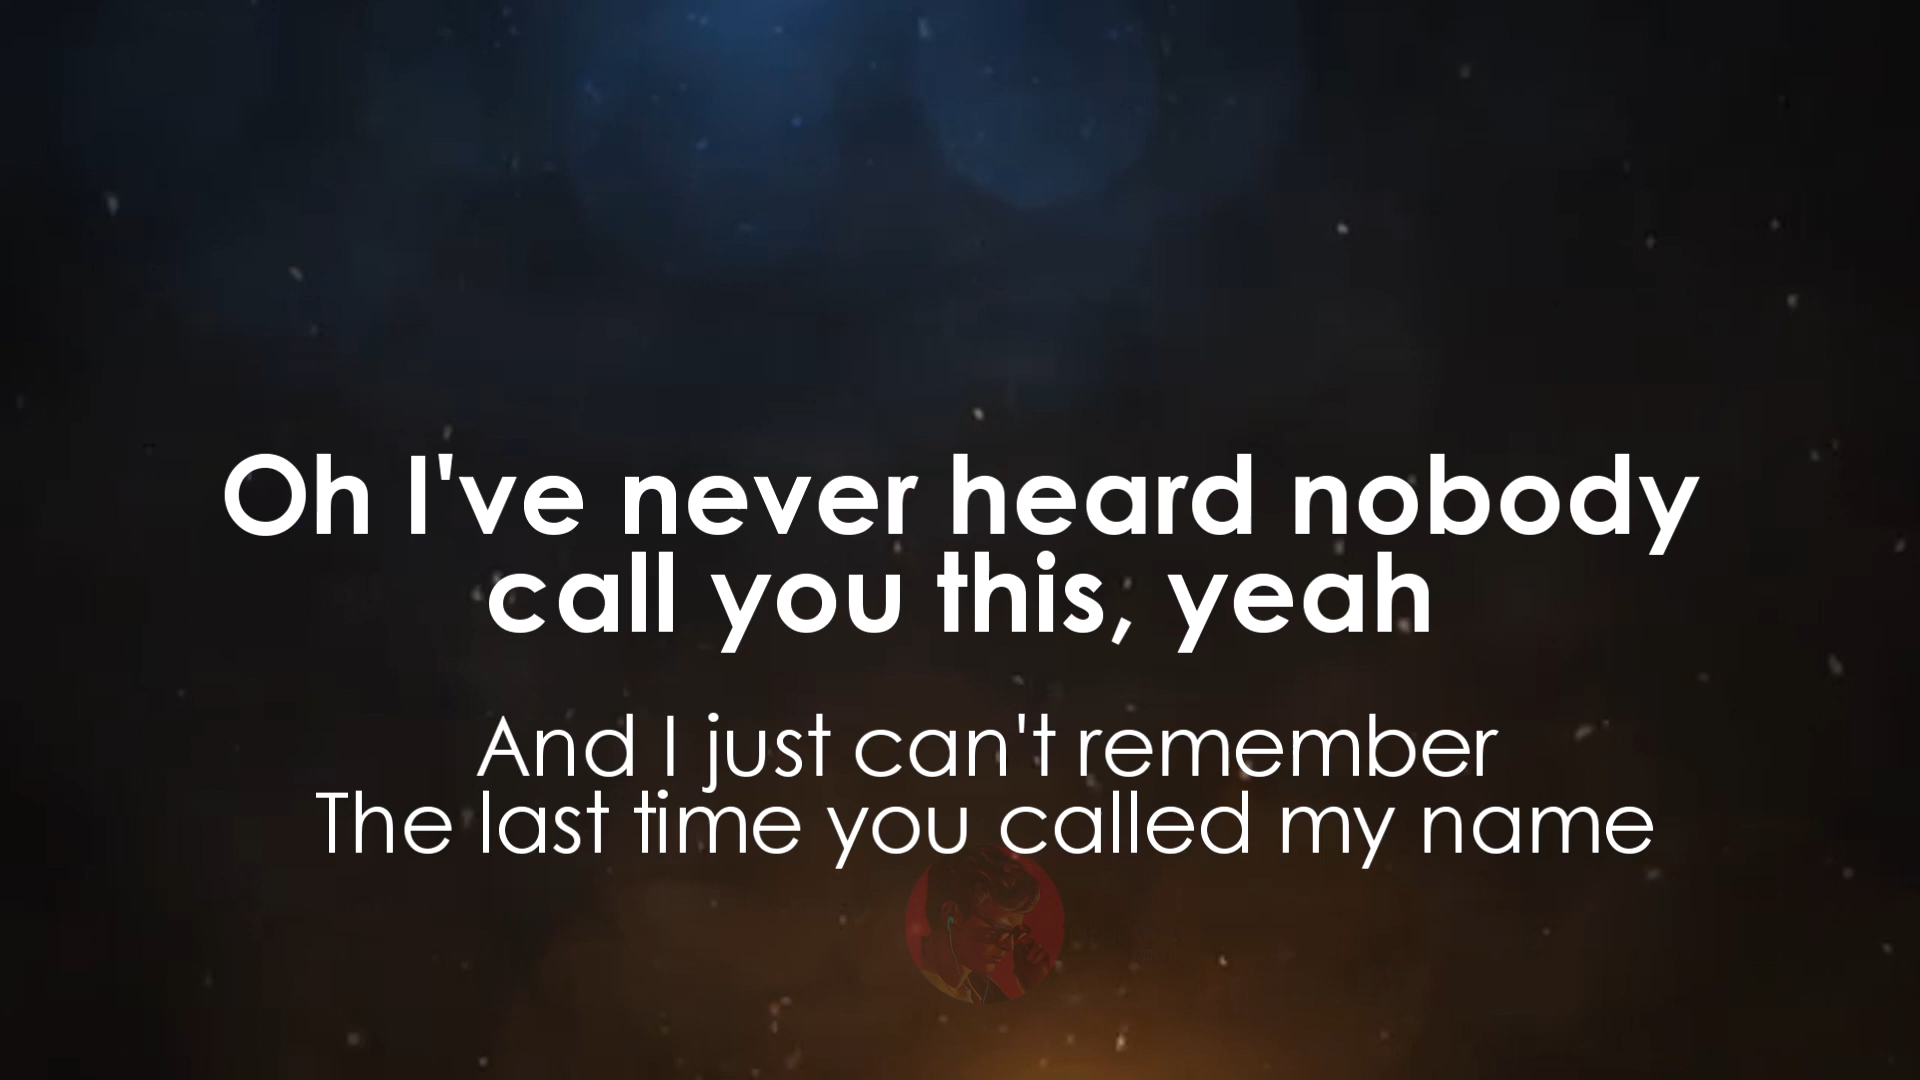 Oh I've never heard nobody
call you this, yeah
And I just can't remember
The last time you called my name